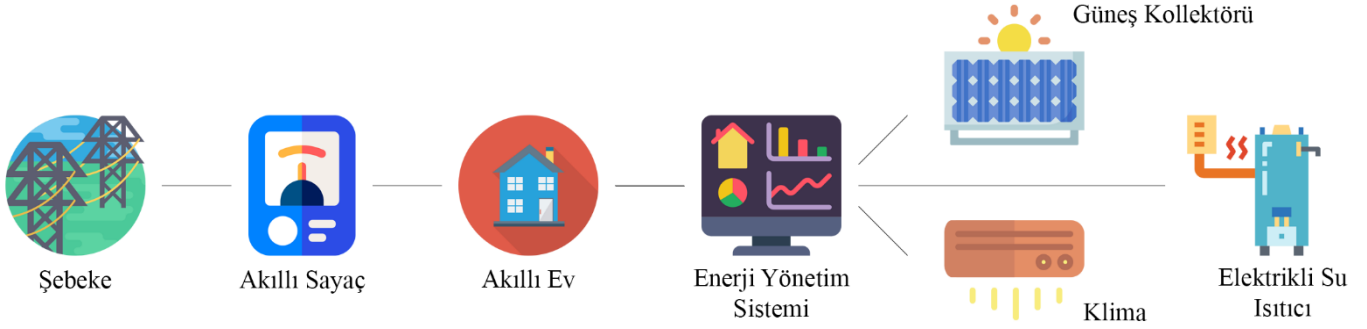 Güneş Kollektörü
Şebeke
Akıllı Sayaç
Akıllı Ev
Enerji Yönetim
Sistemi
Klima
Elektrikli Su
Isıtıcı